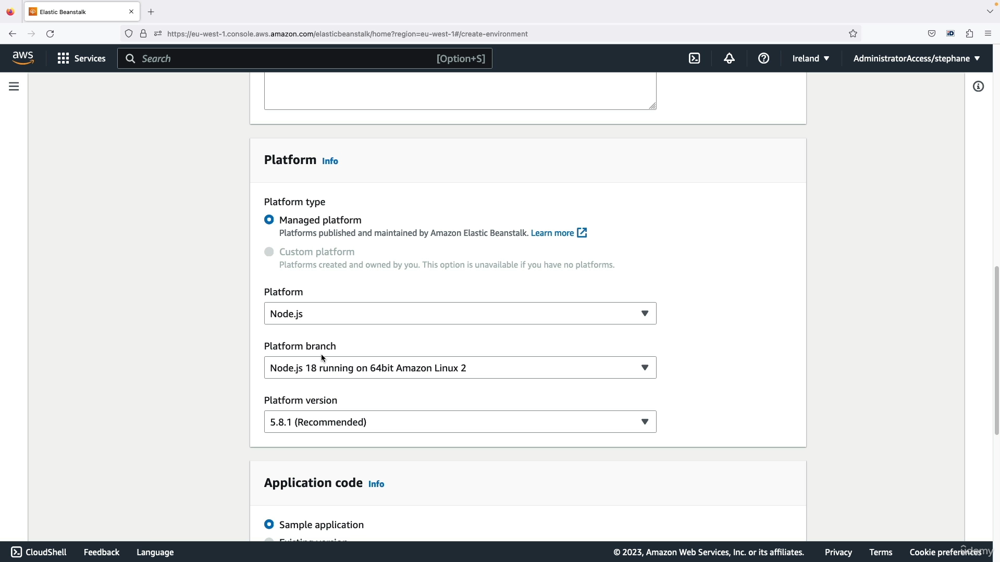 Elastic Beanstalk
https://eu-west-1.console.aws.amazon.com/elasticbeanstalk/home?region=eu-west-1#/create-environment
aws
Services
Search
[Option+S]
Ireland
AdministratorAccess/stephane
Platform Info
Platform type
Managed platform
Platforms published and maintained by Amazon Elastic Beanstalk. Learn more
Custom platform
Platforms created and owned by you. This option is unavailable if you have no platforms.
Platform
Node.js
Platform branch
Node.js 18 running on 64bit Amazon Linux 2
Platform version
5.8.1 (Recommended)
Application code Info
Sample application
Existing version
CloudShell
Feedback
Language
© 2023, Amazon Web Services, Inc. or its affiliates.
Privacy
Terms
Cookie preferences
udemy